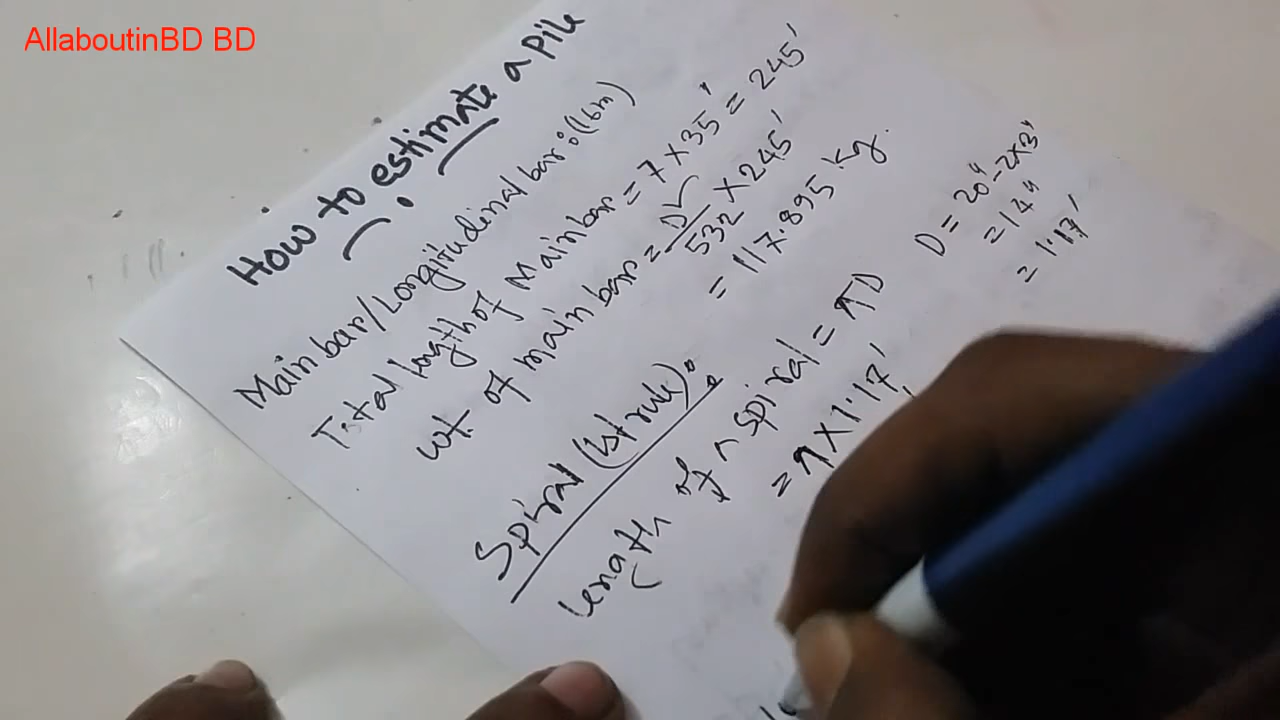 AllaboutinBD BD
How to estimate a pile
Main bar/Longitudinal bar: (16m)
Total length of Main bar = 7 X 35' = 245'
wt. of main bar = D²/532 X 245'
= 117.895 Kg.
Spiral (1st ruk):
Length of a spiral = πD
= π X 1.17'
D = 20" - 2X3"
= 14"
= 1.17'